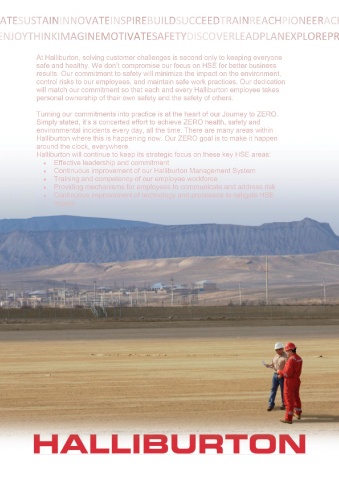 ATESUSTAININNOVATEINSPIREBUILDSUCCEEDTRAINREACHPIONEERACH
ENJOYTHINKIMAGINEMOTIVATESAFETYDISCOVERLEADPLANEXPLOREPR
At Halliburton, solving customer challenges is second only to keeping everyone
safe and healthy. We don't compromise our focus on HSE for better business
results. Our commitment to safety will minimize the impact on the environment,
control risks to our employees, and maintain safe work practices. Our dedication
will match our commitment so that each and every Halliburton employee takes
personal ownership of their own safety and the safety of others.
Turning our commitments into practice is at the heart of our Journey to ZERO.
Simply stated, it's a concerted effort to achieve ZERO health, safety and
environmental incidents every day, all the time. There are many areas within
Halliburton where this is happening now. Our ZERO goal is to make it happen
around the clock, everywhere.
Halliburton will continue to keep its strategic focus on these key HSE areas:
• Effective leadership and commitment
• Continuous improvement of our Halliburton Management System
• Training and competency of our employee workforce
• Providing mechanisms for employees to communicate and address risk
• Continuous improvement of technology and processes to mitigate HSE
HALLIBURTON